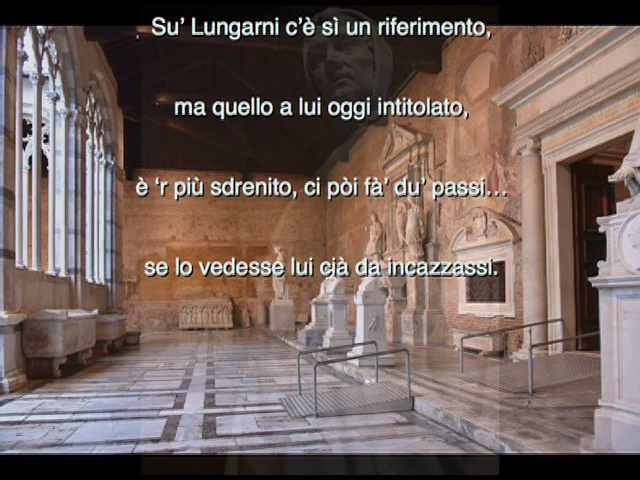 Su’ Lungarni c’è sì un riferimento,
ma quello a lui oggi intitolato,
è ‘r più sdrenito, ci pòi fà’ du’ passi…
se lo vedesse lui cjà da incazzassi.